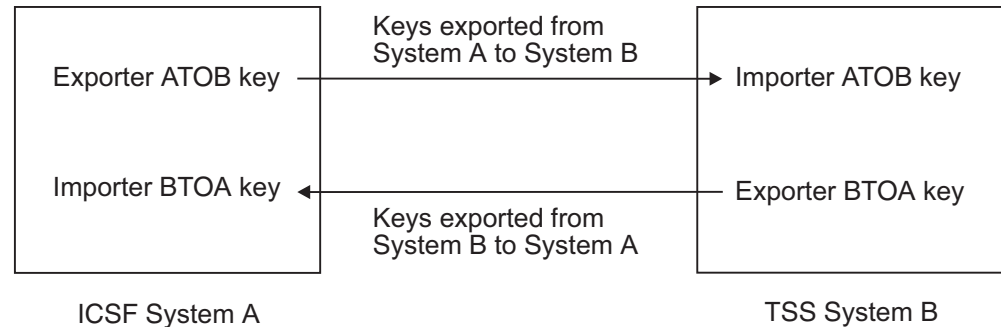 Keys exported from
System A to System B
Exporter ATOB key
Importer ATOB key
Importer BTOA key
Exporter BTOA key
Keys exported from
System B to System A
ICSF System A
TSS System B